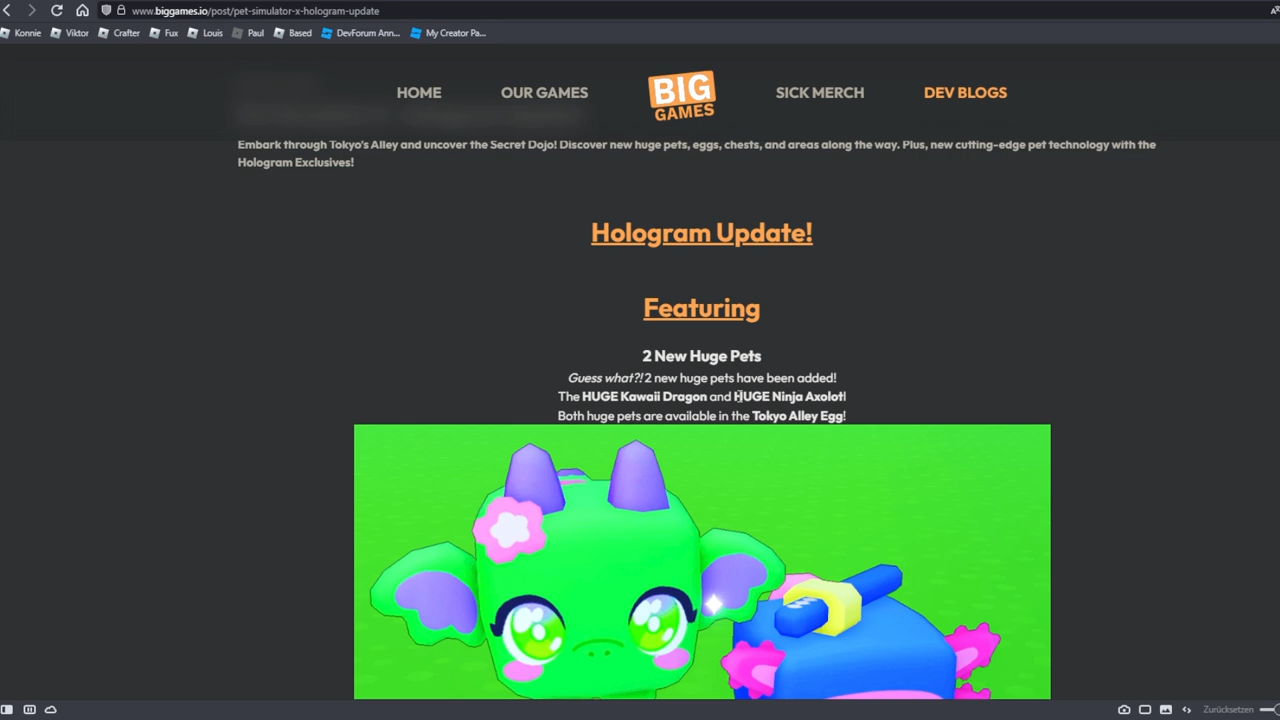 www.biggames.io/post/pet-simulator-x-hologram-update
Konnie Viktor Crafter Fux Louis Paul Based DevForum Ann... My Creator Pa...
HOME OUR GAMES BIG GAMES SICK MERCH DEV BLOGS
Embark through Tokyo's Alley and uncover the Secret Dojo! Discover new huge pets, eggs, chests, and areas along the way. Plus, new cutting-edge pet technology with the
Hologram Exclusives!
Hologram Update!
Featuring
2 New Huge Pets
Guess what?! 2 new huge pets have been added!
The HUGE Kawaii Dragon and HUGE Ninja Axolotl
Both huge pets are available in the Tokyo Alley Egg!
Zurücksetzen